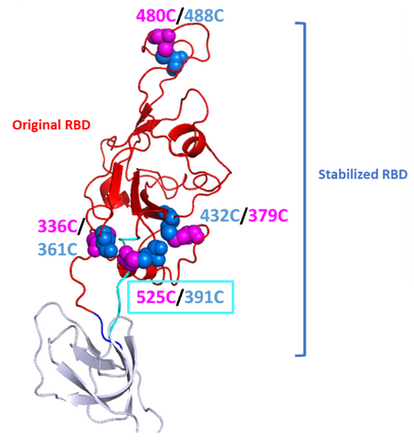 480C/488C
Original RBD
Stabilized RBD
432C/379C
336C/
361C
525C/391C